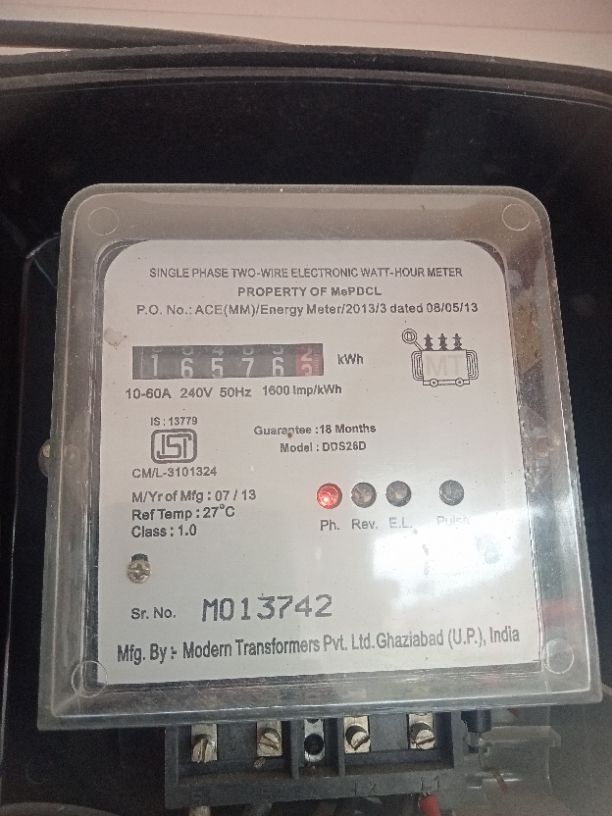 SINGLE PHASE TWO-WIRE ELECTRONIC WATT-HOUR METER
PROPERTY OF MePDCL
P.O. No.: ACE(MM)/Energy Meter/2013/3 dated 08/05/13
1 6 5 7 6 kWh
MT
10-60A 240V 50Hz 1600 Imp/kWh
IS : 13779
Guarantee :18 Months
Model : DDS26D
CM/L-3101324
M/Yr of Mfg : 07 / 13
Ref Temp : 27°C
Class : 1.0
Ph. Rev. E.L. Pulse
Sr. No. M013742
Mfg. By :- Modern Transformers Pvt. Ltd. Ghaziabad (U.P.), India